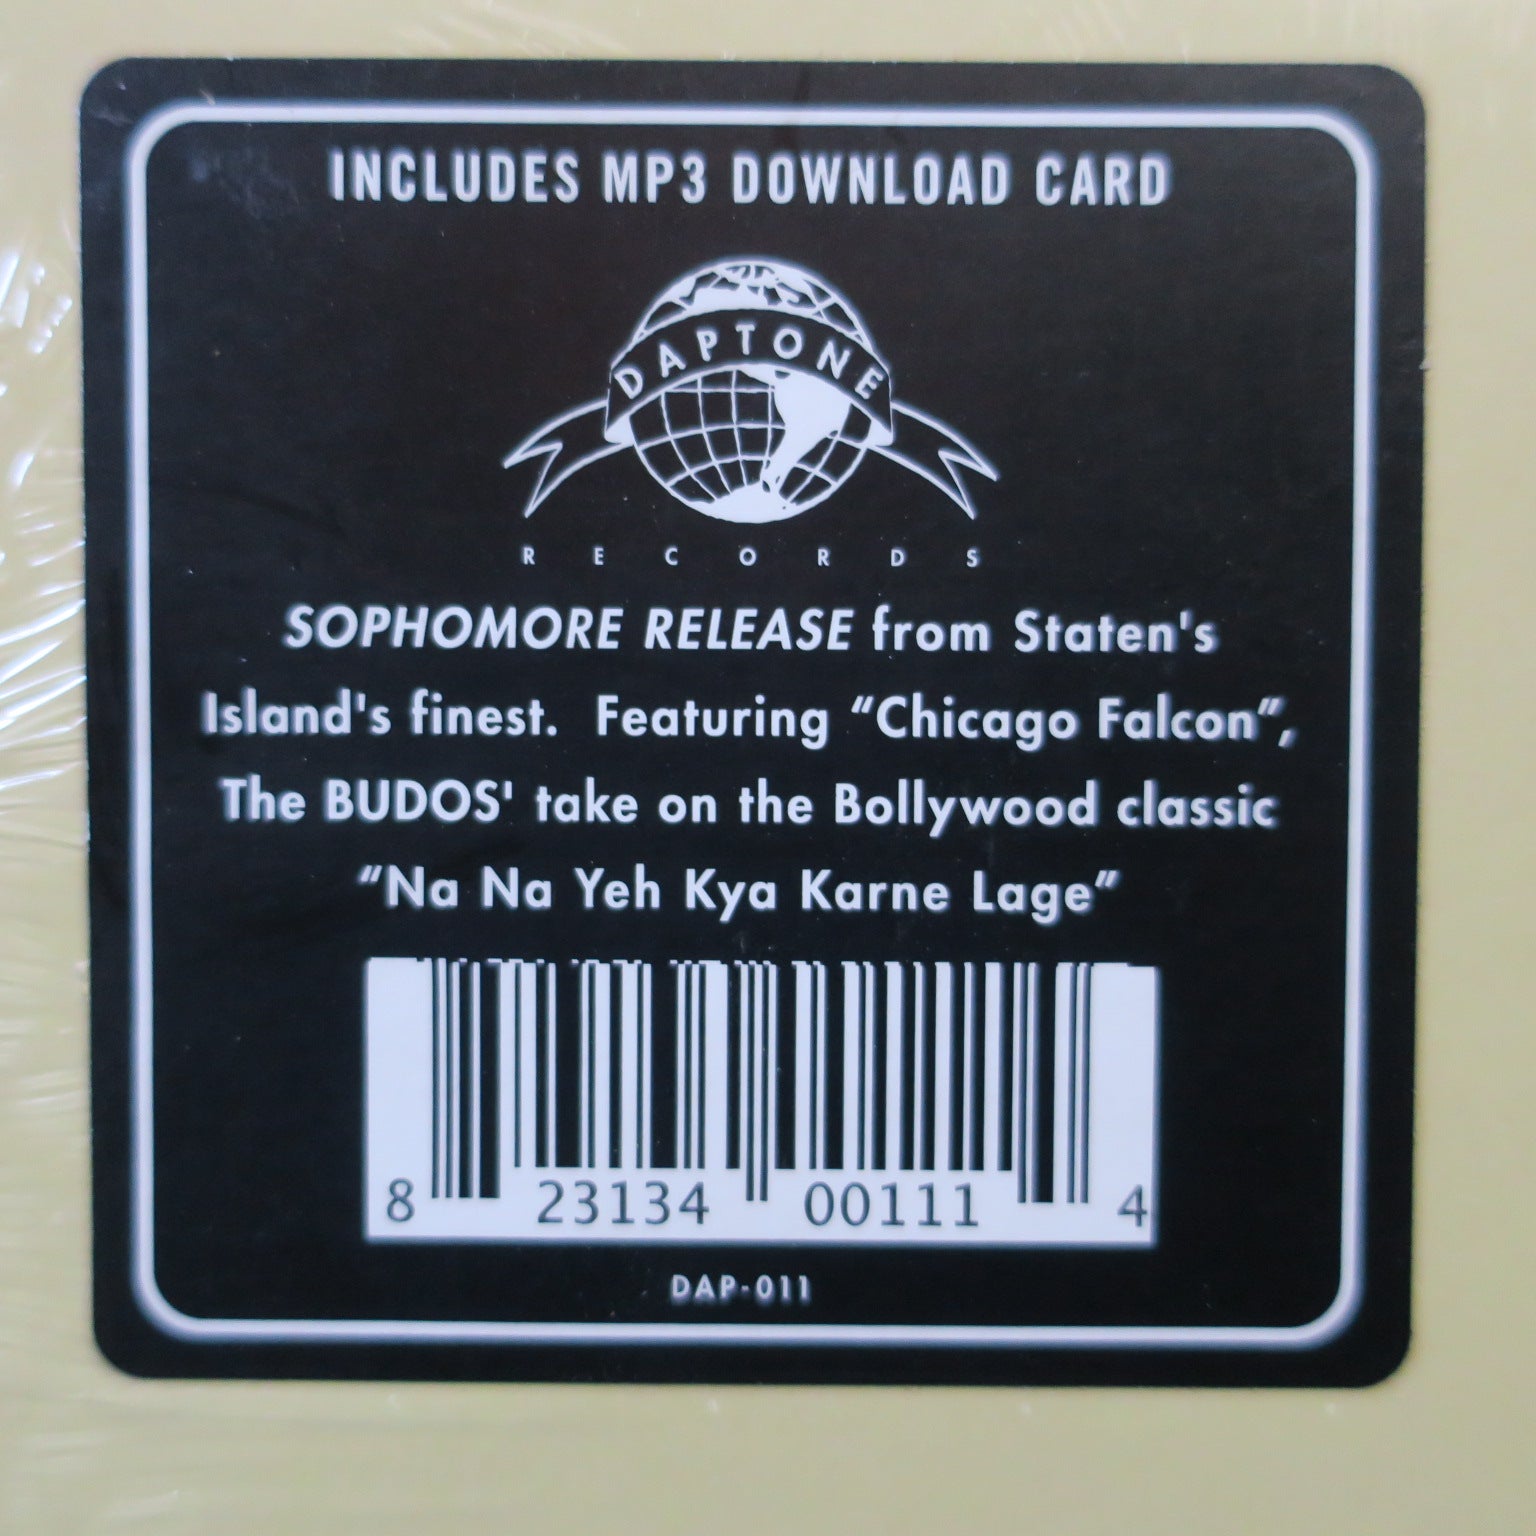 INCLUDES MP3 DOWNLOAD CARD
DAPTONE
RECORDS
SOPHOMORE RELEASE from Staten's
Island's finest. Featuring “Chicago Falcon”,
The BUDOS' take on the Bollywood classic
“Na Na Yeh Kya Karne Lage”
8 23134 00111 4
DAP-011